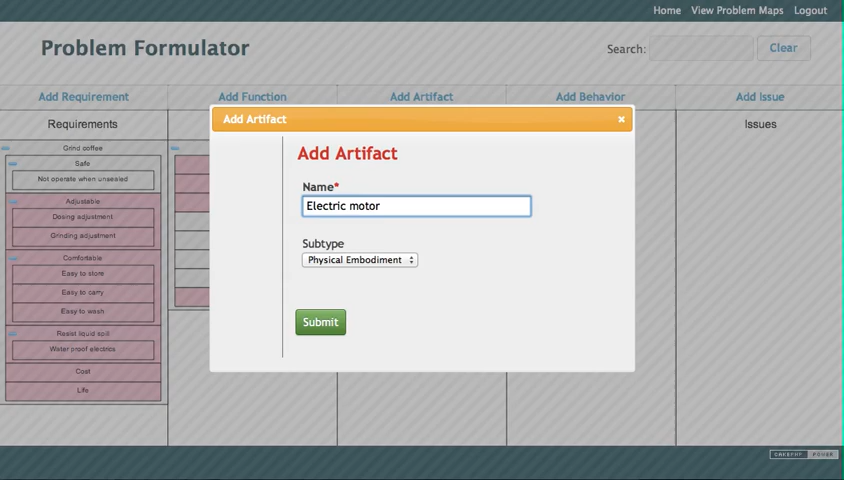 Home View Problem Maps Logout
Problem Formulator
Search:
Clear
Add Requirement Add Function Add Artifact Add Behavior Add Issue
Requirements
Issues
Grind coffee
Safe
Not operate when unsealed
Adjustable
Dosing adjustment
Grinding adjustment
Comfortable
Easy to store
Easy to carry
Easy to wash
Resist liquid spill
Water proof electrics
Cost
Life
Add Artifact ×
Add Artifact
Name*
Electric motor
Subtype
Physical Embodiment
Submit
CAKEPHP POWER